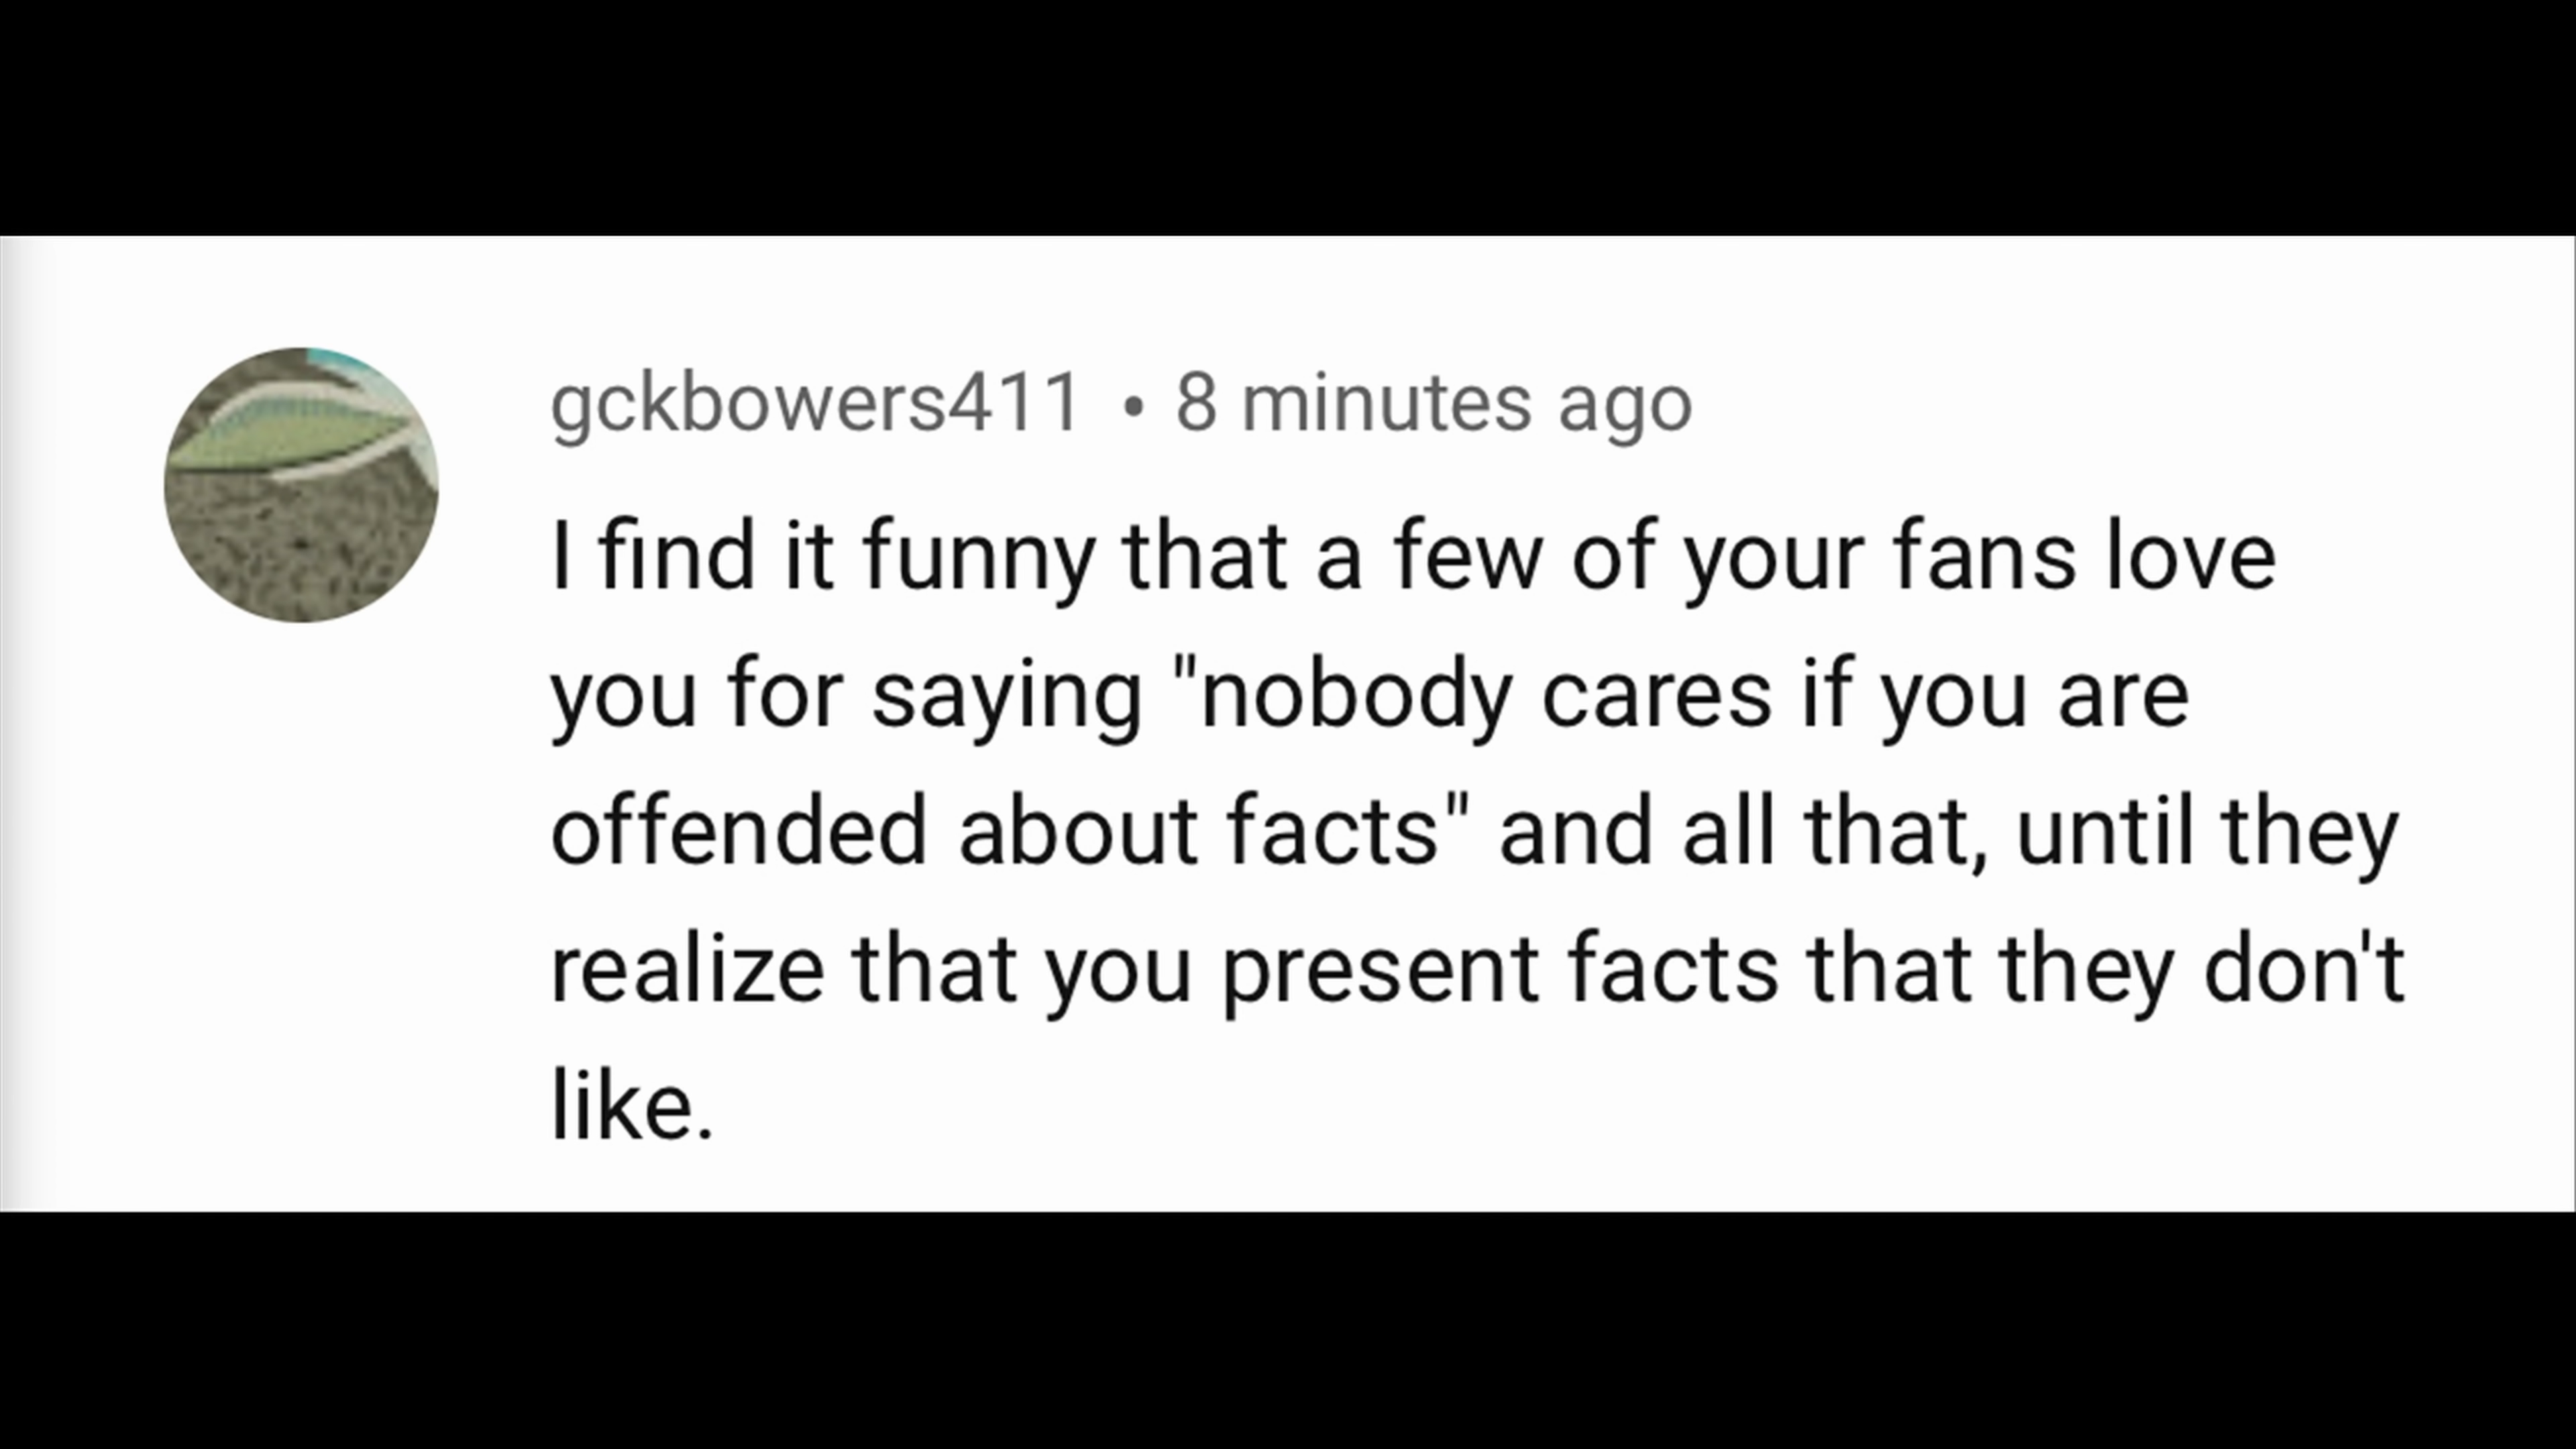 gckbowers411 • 8 minutes ago
I find it funny that a few of your fans love
you for saying "nobody cares if you are
offended about facts" and all that, until they
realize that you present facts that they don't
like.